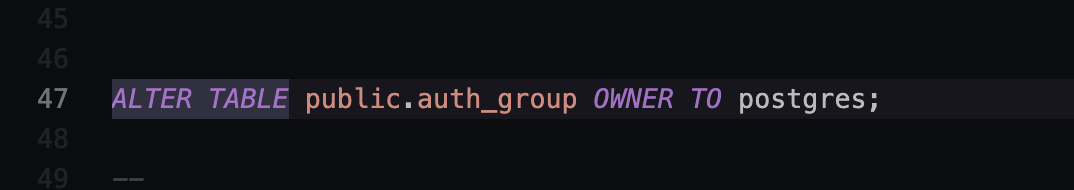 45
46
47 ALTER TABLE public.auth_group OWNER TO postgres;
48
49 --